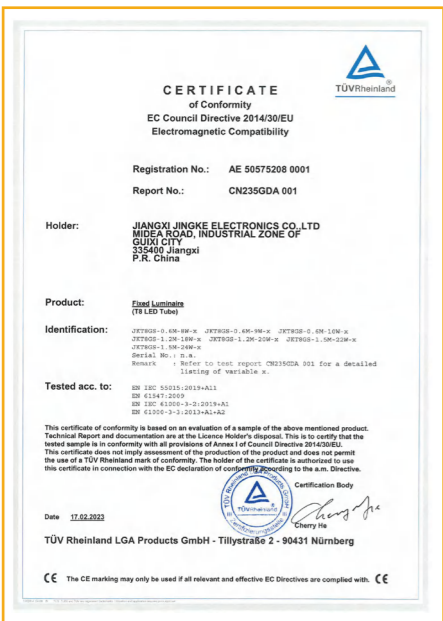 TÜVRheinland®
CERTIFICATE
of Conformity
EC Council Directive 2014/30/EU
Electromagnetic Compatibility
Registration No.: AE 50575208 0001
Report No.: CN235GDA 001
Holder: JIANGXI JINGKE ELECTRONICS CO.,LTD
MIDEA ROAD, INDUSTRIAL ZONE OF
GUIXI CITY
335400 Jiangxi
P.R. China
Product: Fixed Luminaire
(T8 LED Tube)
Identification: JKT8GS-0.6M-8W-x JKT8GS-0.6M-9W-x JKT8GS-0.6M-10W-x
JKT8GS-1.2M-18W-x JKT8GS-1.2M-20W-x JKT8GS-1.5M-22W-x
JKT8GS-1.5M-24W-x
Serial No.: n.a.
Remark : Refer to test report CN235GDA 001 for a detailed
listing of variable x.
Tested acc. to: EN IEC 55015:2019+A11
EN 61547:2009
EN IEC 61000-3-2:2019+A1
EN 61000-3-3:2013+A1+A2
This certificate of conformity is based on an evaluation of a sample of the above mentioned product.
Technical Report and documentation are at the Licence Holder's disposal. This is to certify that the
tested sample is in conformity with all provisions of Annex I of Council Directive 2014/30/EU.
This certificate does not imply assessment of the production of the product and does not permit
the use of a TÜV Rheinland mark of conformity. The holder of the certificate is authorized to use
this certificate in connection with the EC declaration of conformity according to the a.m. Directive.
Certification Body
TÜVRheinland
Zertifizierungsstelle
Date 17.02.2023
Cherry He
TÜV Rheinland LGA Products GmbH - Tillystraße 2 - 90431 Nürnberg
CE The CE marking may only be used if all relevant and effective EC Directives are complied with. CE